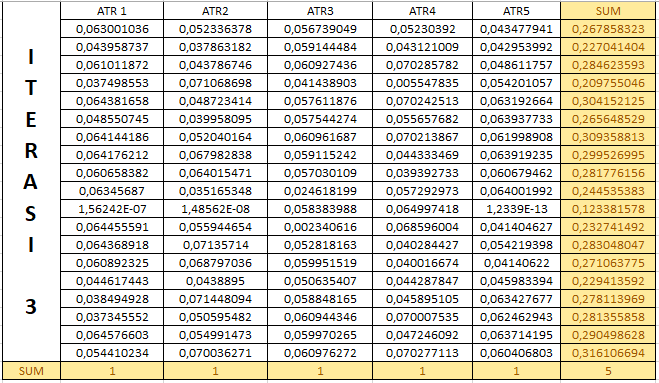 ATR 1 ATR2 ATR3 ATR4 ATR5 SUM
ITERASI 3
0,063001036 0,052336378 0,056739049 0,05230392 0,043477941 0,267858323
0,043958737 0,037863182 0,059144484 0,043121009 0,042953992 0,227041404
0,061011872 0,043786746 0,060927436 0,070285782 0,048611757 0,284623593
0,037498553 0,071068698 0,041438903 0,005547835 0,054201057 0,209755046
0,064381658 0,048723414 0,057611876 0,070242513 0,063192664 0,304152125
0,048550745 0,039958095 0,057544274 0,055657682 0,063937733 0,265648529
0,064144186 0,052040164 0,060961687 0,070213867 0,061998908 0,309358813
0,064176212 0,067982838 0,059115242 0,044333469 0,063919235 0,299526995
0,060658382 0,064015471 0,057030109 0,039392733 0,060679462 0,281776156
0,06345687 0,035165348 0,024618199 0,057292973 0,064001992 0,244535383
1,56242E-07 1,48562E-08 0,058383988 0,064997418 1,2339E-13 0,123381578
0,064455591 0,055944654 0,002340616 0,068596004 0,041404627 0,232741492
0,064368918 0,07135714 0,052818163 0,040284427 0,054219398 0,283048047
0,060892325 0,068797036 0,059951519 0,040016674 0,04140622 0,271063775
0,044617443 0,0438895 0,050635407 0,044287847 0,045983394 0,229413592
0,038494928 0,071448094 0,058848165 0,045895105 0,063427677 0,278113969
0,037345552 0,050595482 0,060944346 0,070007535 0,062462943 0,281355858
0,064576603 0,054991473 0,059970265 0,047246092 0,063714195 0,290498628
0,054410234 0,070036271 0,060976272 0,070277113 0,060406803 0,316106694
SUM 1 1 1 1 1 5